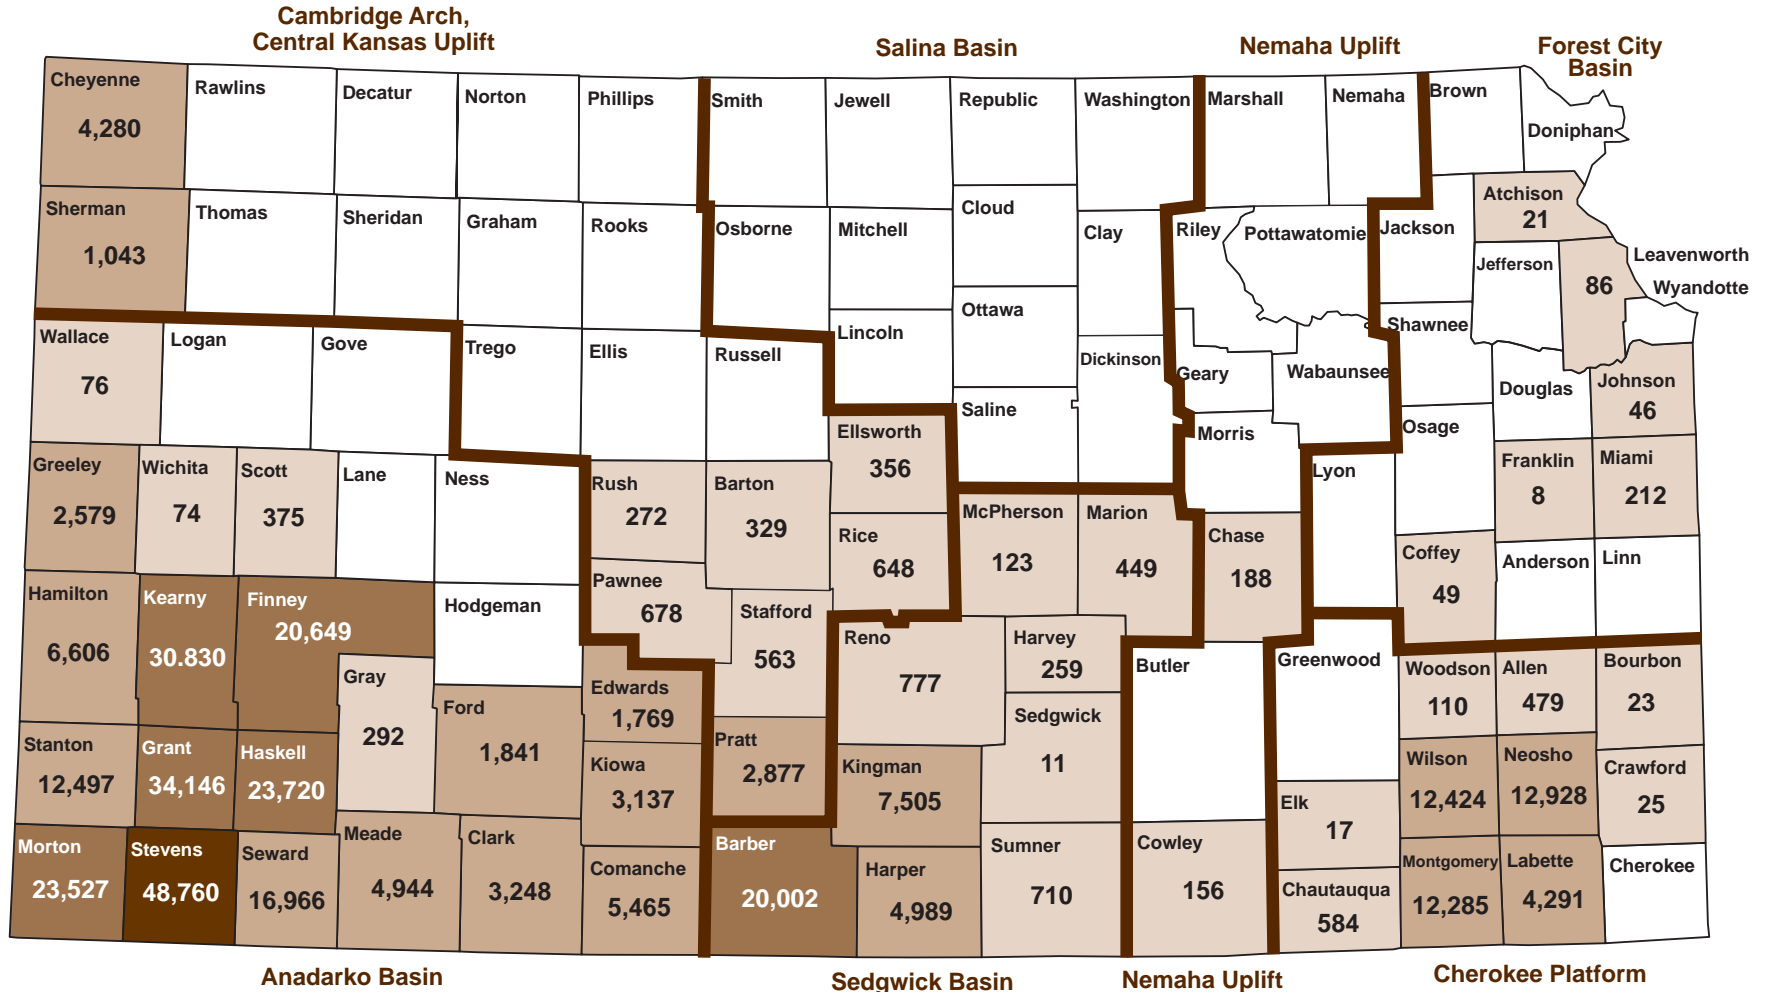 Cambridge Arch,
Central Kansas Uplift
Salina Basin
Nemaha Uplift
Forest City
Basin
Cheyenne
4,280
Rawlins
Decatur
Norton
Phillips
Smith
Jewell
Republic
Washington
Marshall
Nemaha
Brown
Doniphan
Sherman
1,043
Thomas
Sheridan
Graham
Rooks
Osborne
Mitchell
Cloud
Clay
Riley
Pottawatomie
Jackson
Atchison
21
Jefferson
86
Leavenworth
Wyandotte
Wallace
76
Logan
Gove
Trego
Ellis
Russell
Lincoln
Ottawa
Dickinson
Geary
Wabaunsee
Shawnee
Douglas
Johnson
46
Greeley
2,579
Wichita
74
Scott
375
Lane
Ness
Rush
272
Barton
329
Ellsworth
356
Rice
648
Saline
McPherson
123
Marion
449
Morris
Chase
188
Lyon
Osage
Coffey
49
Franklin
8
Miami
212
Anderson
Linn
Hamilton
6,606
Kearny
30.830
Finney
20,649
Hodgeman
Pawnee
678
Stafford
563
Reno
777
Harvey
259
Sedgwick
11
Butler
Greenwood
Woodson
110
Allen
479
Bourbon
23
Gray
292
Ford
1,841
Edwards
1,769
Kiowa
3,137
Pratt
2,877
Kingman
7,505
Stanton
12,497
Grant
34,146
Haskell
23,720
Wilson
12,424
Neosho
12,928
Crawford
25
Elk
17
Morton
23,527
Stevens
48,760
Seward
16,966
Meade
4,944
Clark
3,248
Comanche
5,465
Barber
20,002
Harper
4,989
Sumner
710
Cowley
156
Chautauqua
584
Montgomery
12,285
Labette
4,291
Cherokee
Anadarko Basin
Sedgwick Basin
Nemaha Uplift
Cherokee Platform